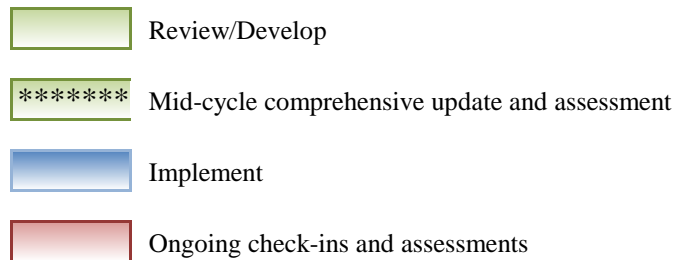 Review/Develop
******* Mid-cycle comprehensive update and assessment
Implement
Ongoing check-ins and assessments